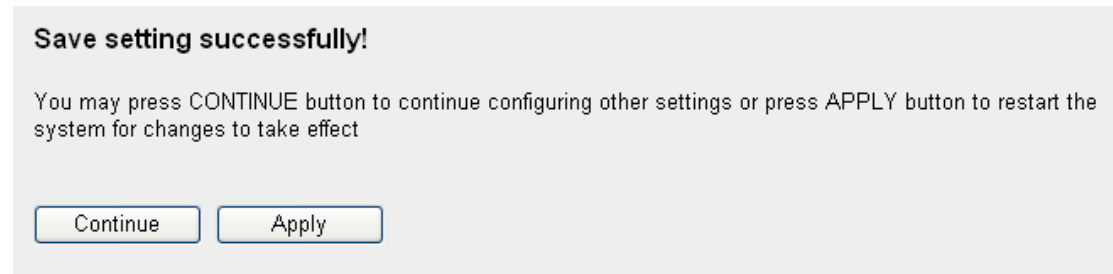 Save setting successfully!
You may press CONTINUE button to continue configuring other settings or press APPLY button to restart the
system for changes to take effect
Continue Apply